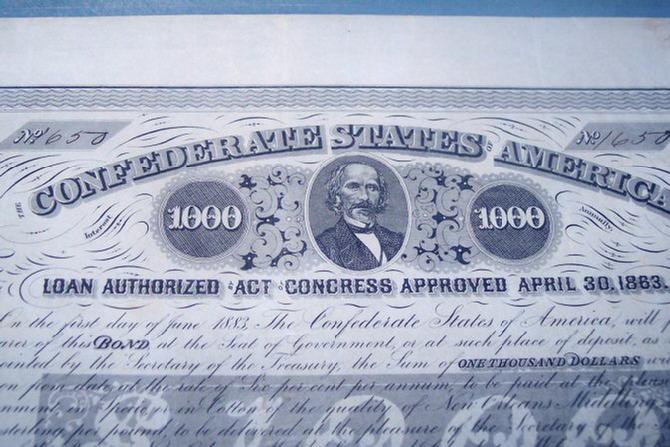 No. 1650 No. 1650
THE CONFEDERATE STATES OF AMERICA
1000 1000
Interest Annually.
LOAN AUTHORIZED BY ACT OF CONGRESS APPROVED APRIL 30. 1863.
On the first day of June 1883, The Confederate States of America, will
of this BOND at the Seat of Government, or at such place of deposit, as
by the Secretary of the Treasury, the Sum of ONE THOUSAND DOLLARS
from date, at the rate of Six per cent per annum, to be paid at the place
in Specie, or in Cotton of the quality of New Orleans Middling
per pound, to be delivered at the pleasure of the Secretary of the